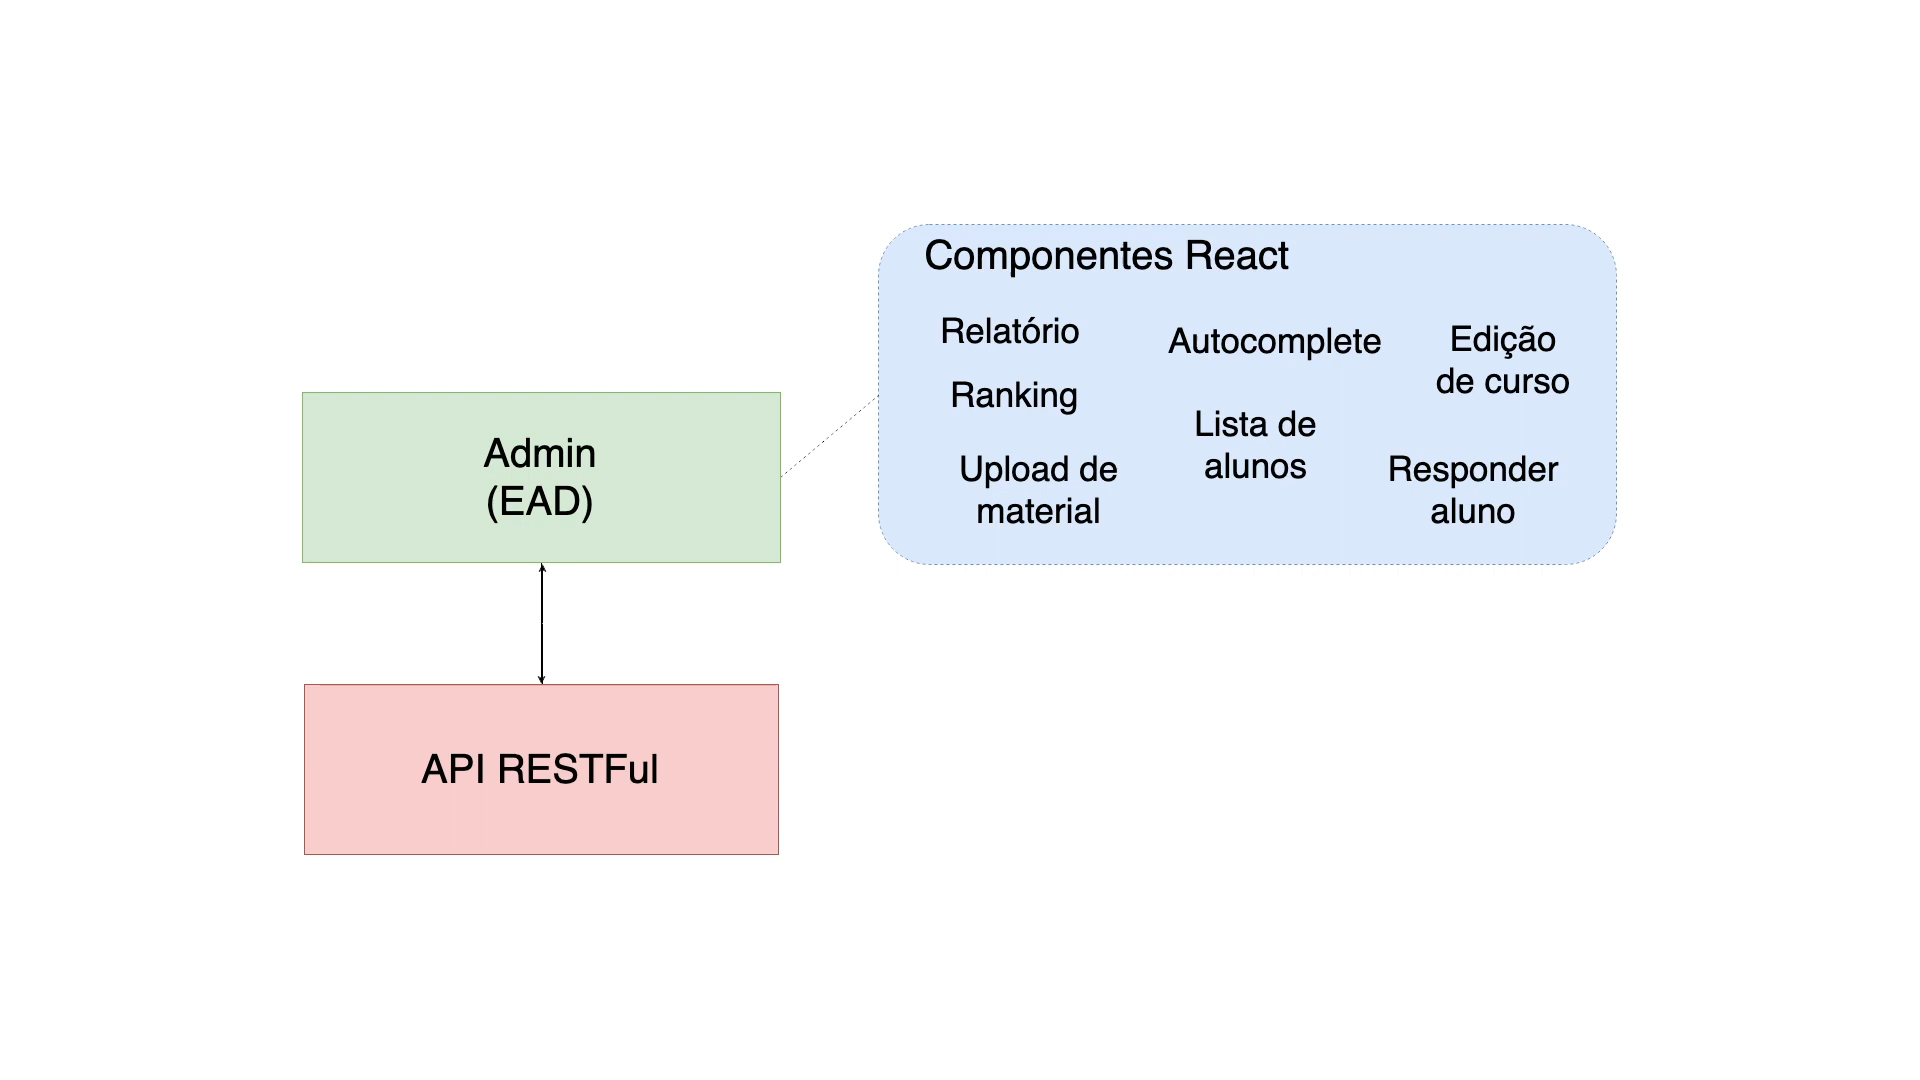 Componentes React
Relatório
Autocomplete
Edição
de curso
Ranking
Lista de
alunos
Upload de
material
Responder
aluno
Admin
(EAD)
API RESTFul